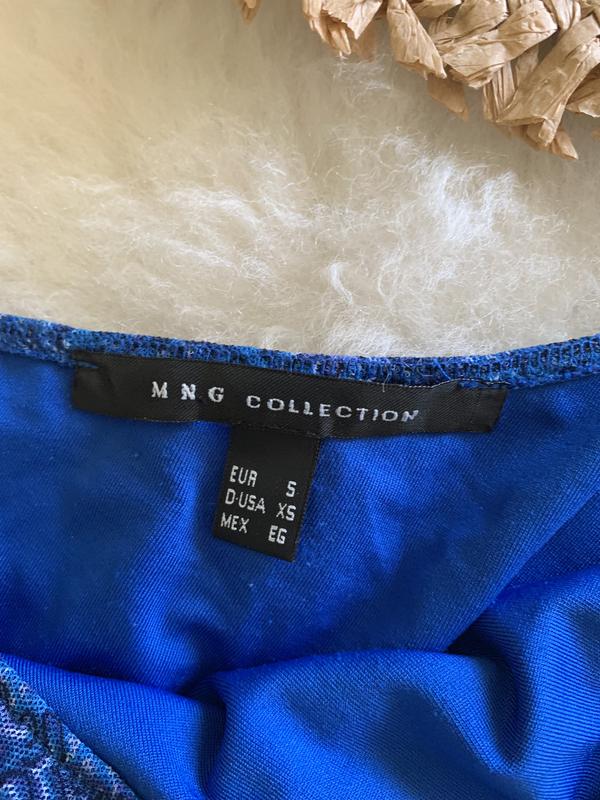 MNG COLLECTION
EUR S
D·USA XS
MEX EG